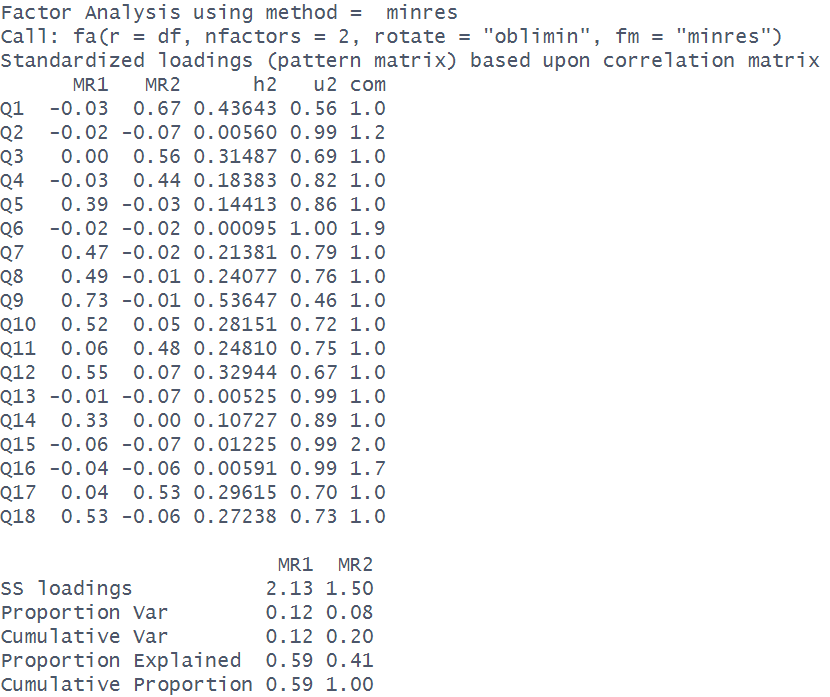 Factor Analysis using method =  minres
Call: fa(r = df, nfactors = 2, rotate = "oblimin", fm = "minres")
Standardized loadings (pattern matrix) based upon correlation matrix
      MR1   MR2      h2   u2 com
Q1  -0.03  0.67 0.43643 0.56 1.0
Q2  -0.02 -0.07 0.00560 0.99 1.2
Q3   0.00  0.56 0.31487 0.69 1.0
Q4  -0.03  0.44 0.18383 0.82 1.0
Q5   0.39 -0.03 0.14413 0.86 1.0
Q6  -0.02 -0.02 0.00095 1.00 1.9
Q7   0.47 -0.02 0.21381 0.79 1.0
Q8   0.49 -0.01 0.24077 0.76 1.0
Q9   0.73 -0.01 0.53647 0.46 1.0
Q10  0.52  0.05 0.28151 0.72 1.0
Q11  0.06  0.48 0.24810 0.75 1.0
Q12  0.55  0.07 0.32944 0.67 1.0
Q13 -0.01 -0.07 0.00525 0.99 1.0
Q14  0.33  0.00 0.10727 0.89 1.0
Q15 -0.06 -0.07 0.01225 0.99 2.0
Q16 -0.04 -0.06 0.00591 0.99 1.7
Q17  0.04  0.53 0.29615 0.70 1.0
Q18  0.53 -0.06 0.27238 0.73 1.0

                       MR1  MR2
SS loadings           2.13 1.50
Proportion Var        0.12 0.08
Cumulative Var        0.12 0.20
Proportion Explained  0.59 0.41
Cumulative Proportion 0.59 1.00